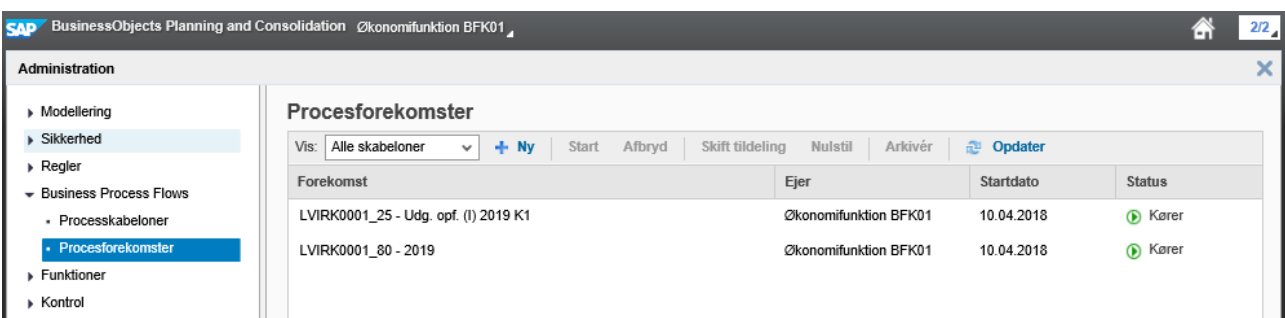 SAP BusinessObjects Planning and Consolidation Økonomifunktion BFK01 2/2
Administration
Modellering
Sikkerhed
Regler
Business Process Flows
Processkabeloner
Procesforekomster
Funktioner
Kontrol
Procesforekomster
Vis: Alle skabeloner Ny Start Afbryd Skift tildeling Nulstil Arkivér Opdater
Forekomst Ejer Startdato Status
LVIRK0001_25 - Udg. opf. (I) 2019 K1 Økonomifunktion BFK01 10.04.2018 Kører
LVIRK0001_80 - 2019 Økonomifunktion BFK01 10.04.2018 Kører